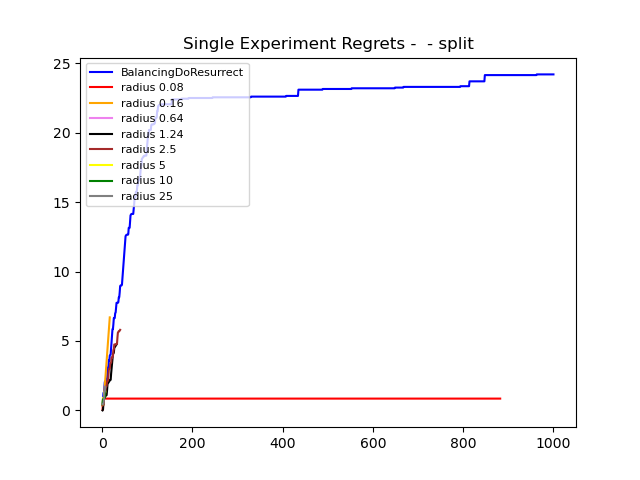 Single Experiment Regrets -  - split
25
20
15
10
5
0
BalancingDoResurrect
radius 0.08
radius 0.16
radius 0.64
radius 1.24
radius 2.5
radius 5
radius 10
radius 25
0 200 400 600 800 1000